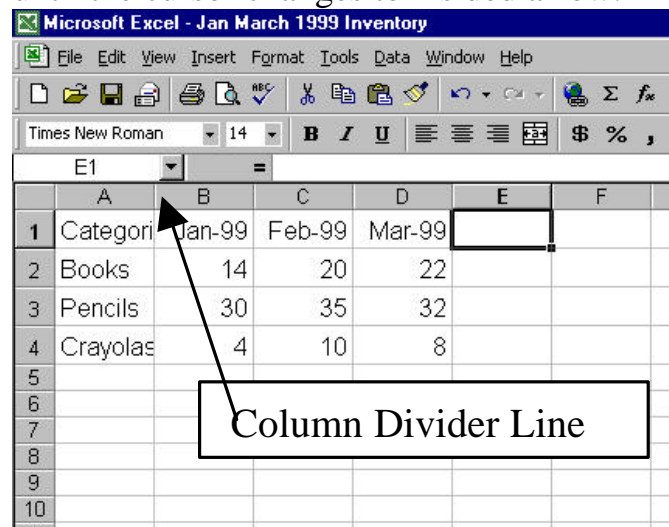 Microsoft Excel - Jan March 1999 Inventory
File Edit View Insert Format Tools Data Window Help
ABC Σ fx
Times New Roman 14 B I U $ % ,
E1 =
A B C D E F
1 Categori Jan-99 Feb-99 Mar-99
2 Books 14 20 22
3 Pencils 30 35 32
4 Crayolas 4 10 8
5
6
7
8
9
10
Column Divider Line